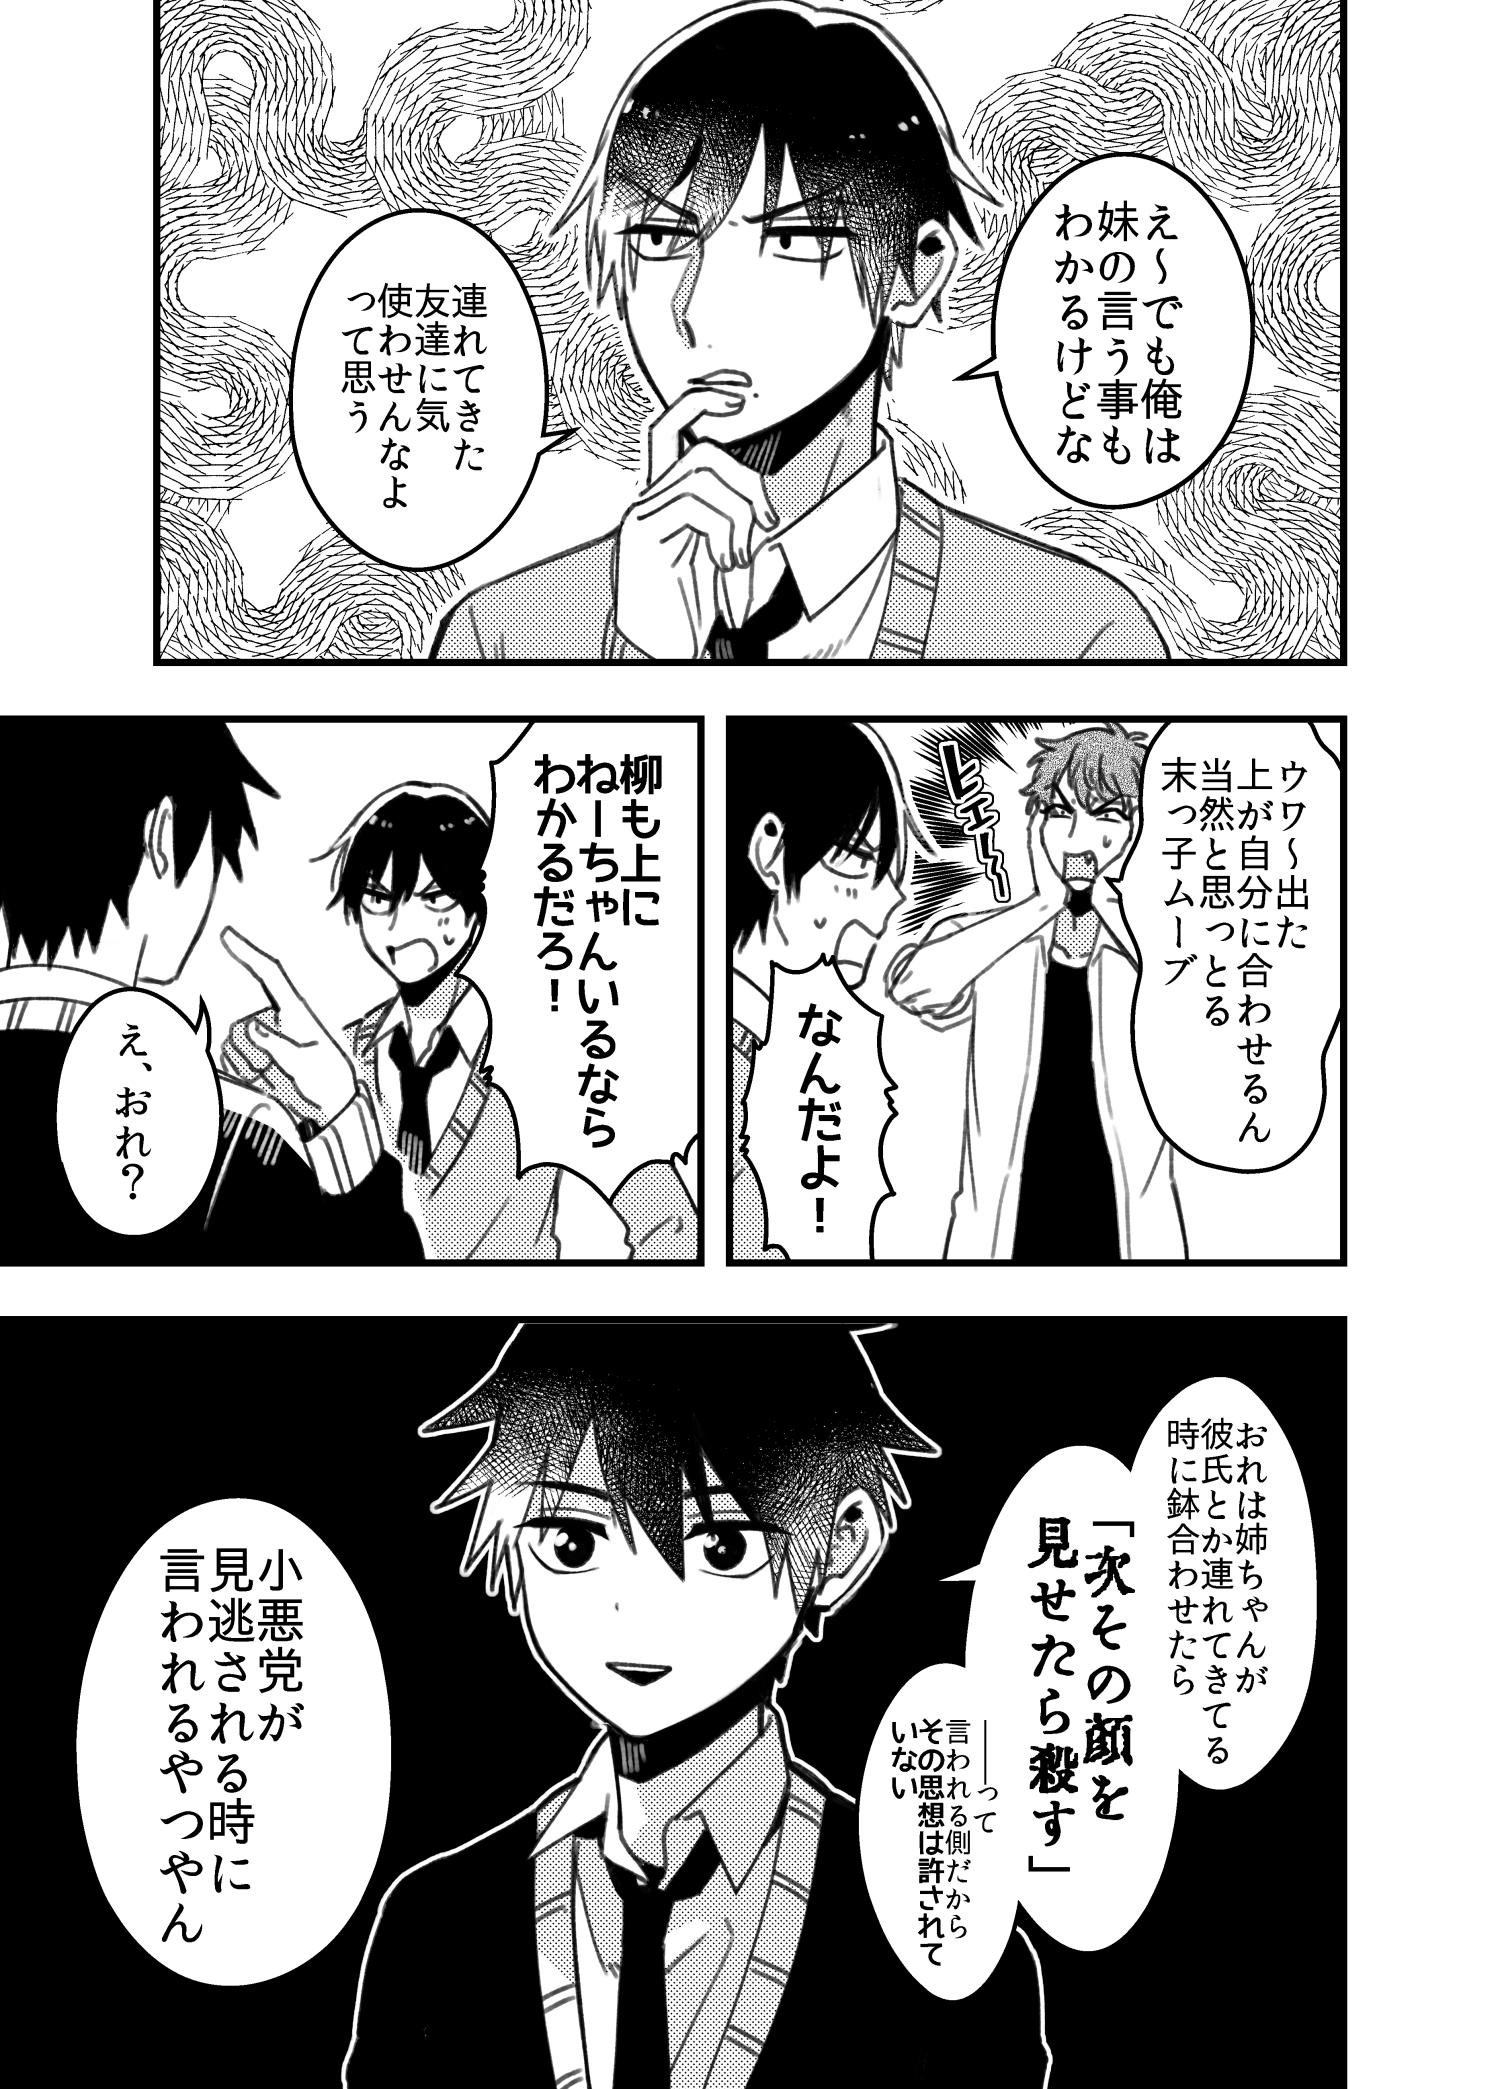 え〜でも俺は
妹の言う事も
わかるけどな
連れてきた
友達に気
使わせんなよ
って思う
ウワ〜出た
上が自分に合わせるん
当然と思っとる
末っ子ムーブ
ヒェ〜〜
なんだよ！
柳も上に
ねーちゃんいるなら
わかるだろ！
え、おれ？
おれは姉ちゃんが
彼氏とか連れてきてる
時に鉢合わせたら
「次その顔を
見せたら殺す」
――って
言われる側だから
その思想は許されて
いない
小悪党が
見逃される時に
言われるやつやん